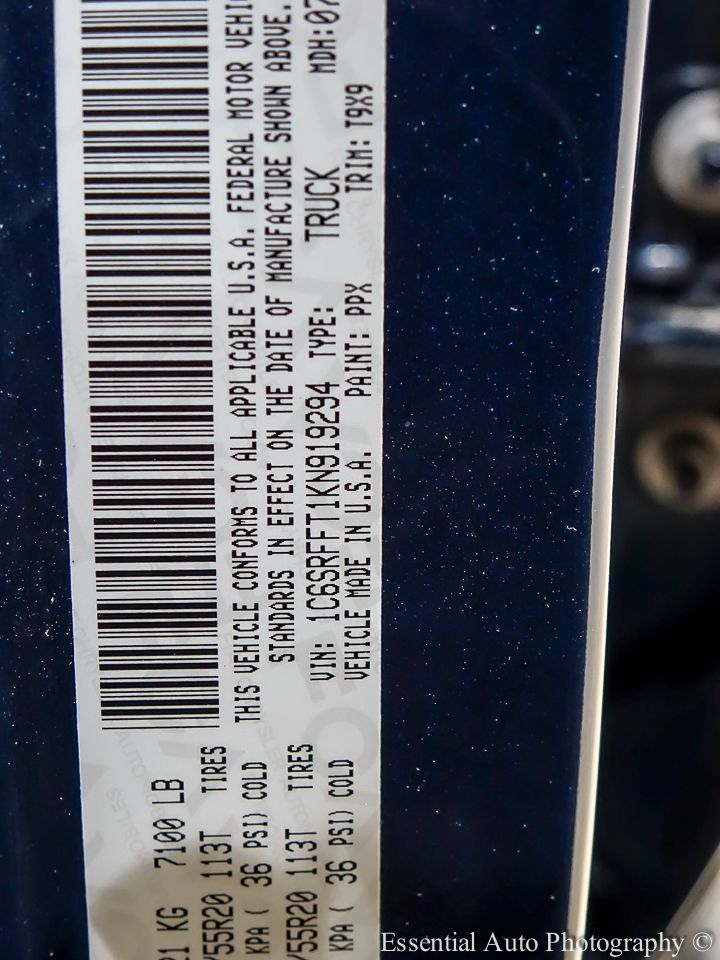 21 KG 7100 LB
/55R20 113T TIRES
KPA ( 36 PSI) COLD
/55R20 113T TIRES
KPA ( 36 PSI) COLD
THIS VEHICLE CONFORMS TO ALL APPLICABLE U.S.A. FEDERAL MOTOR VEHI
STANDARDS IN EFFECT ON THE DATE OF MANUFACTURE SHOWN ABOVE.
VIN: 1C6SRFFT1KN919294 TYPE: TRUCK MDH:07
VEHICLE MADE IN U.S.A. PAINT: PPX TRIM: T9X9
Essential Auto Photography ©